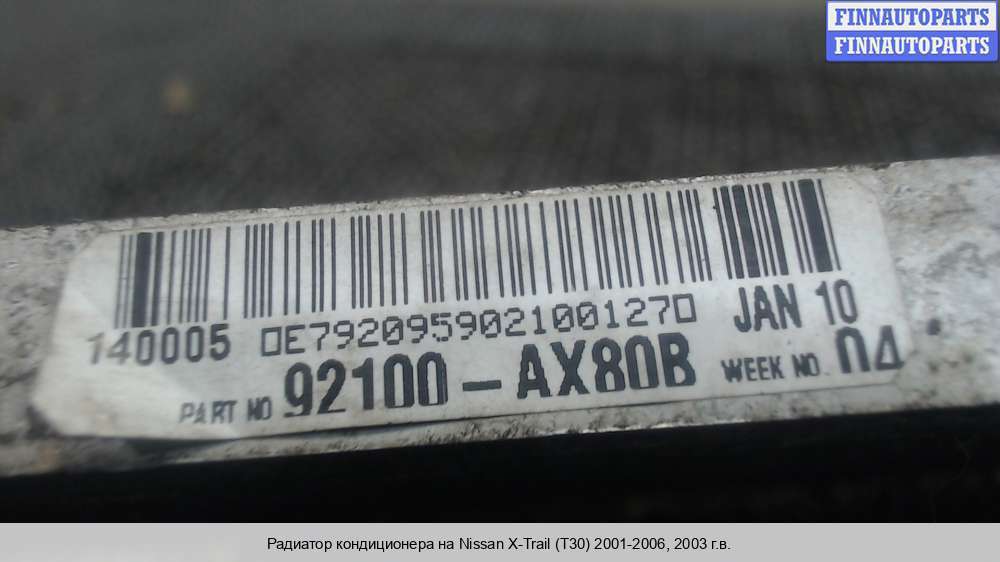 FINNAUTOPARTS
FINNAUTOPARTS
140005 0E7920959021001270 JAN 10
PART NO 92100-AX80B WEEK NO. 04
Радиатор кондиционера на Nissan X-Trail (T30) 2001-2006, 2003 г.в.